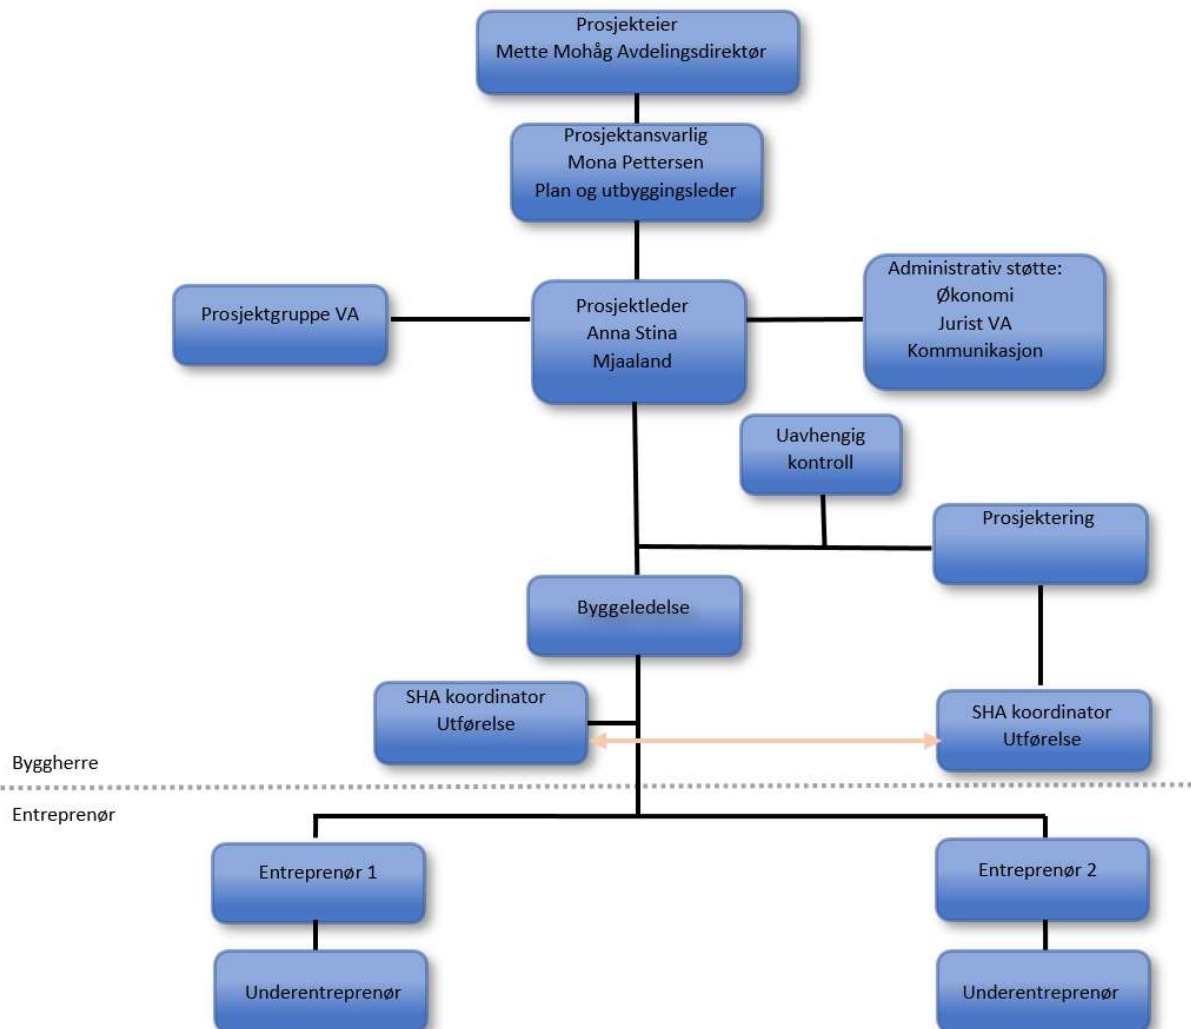 Prosjekteier
Mette Mohåg Avdelingsdirektør
Prosjektansvarlig
Mona Pettersen
Plan og utbyggingsleder
Prosjektgruppe VA
Prosjektleder
Anna Stina
Mjaaland
Administrativ støtte:
Økonomi
Jurist VA
Kommunikasjon
Uavhengig
kontroll
Prosjektering
Byggeledelse
SHA koordinator
Utførelse
SHA koordinator
Utførelse
Byggherre
Entreprenør
Entreprenør 1
Entreprenør 2
Underentreprenør
Underentreprenør